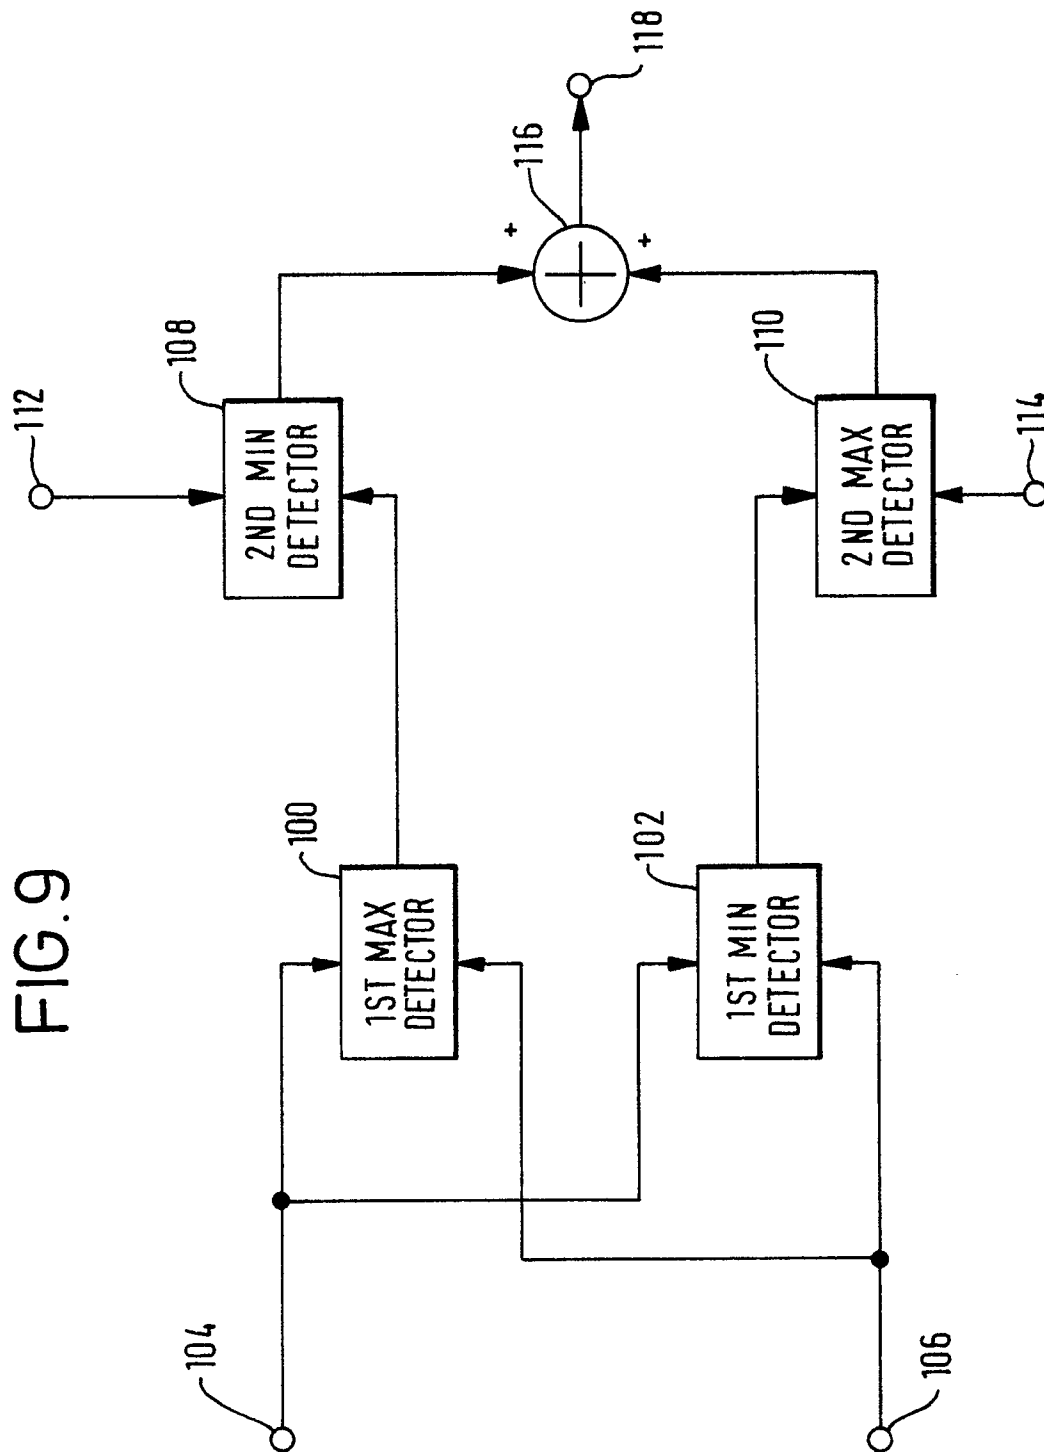 FIG.9
104
106
100
1ST MAX
DETECTOR
102
1ST MIN
DETECTOR
112
108
2ND MIN
DETECTOR
110
2ND MAX
DETECTOR
114
+
116
+
118